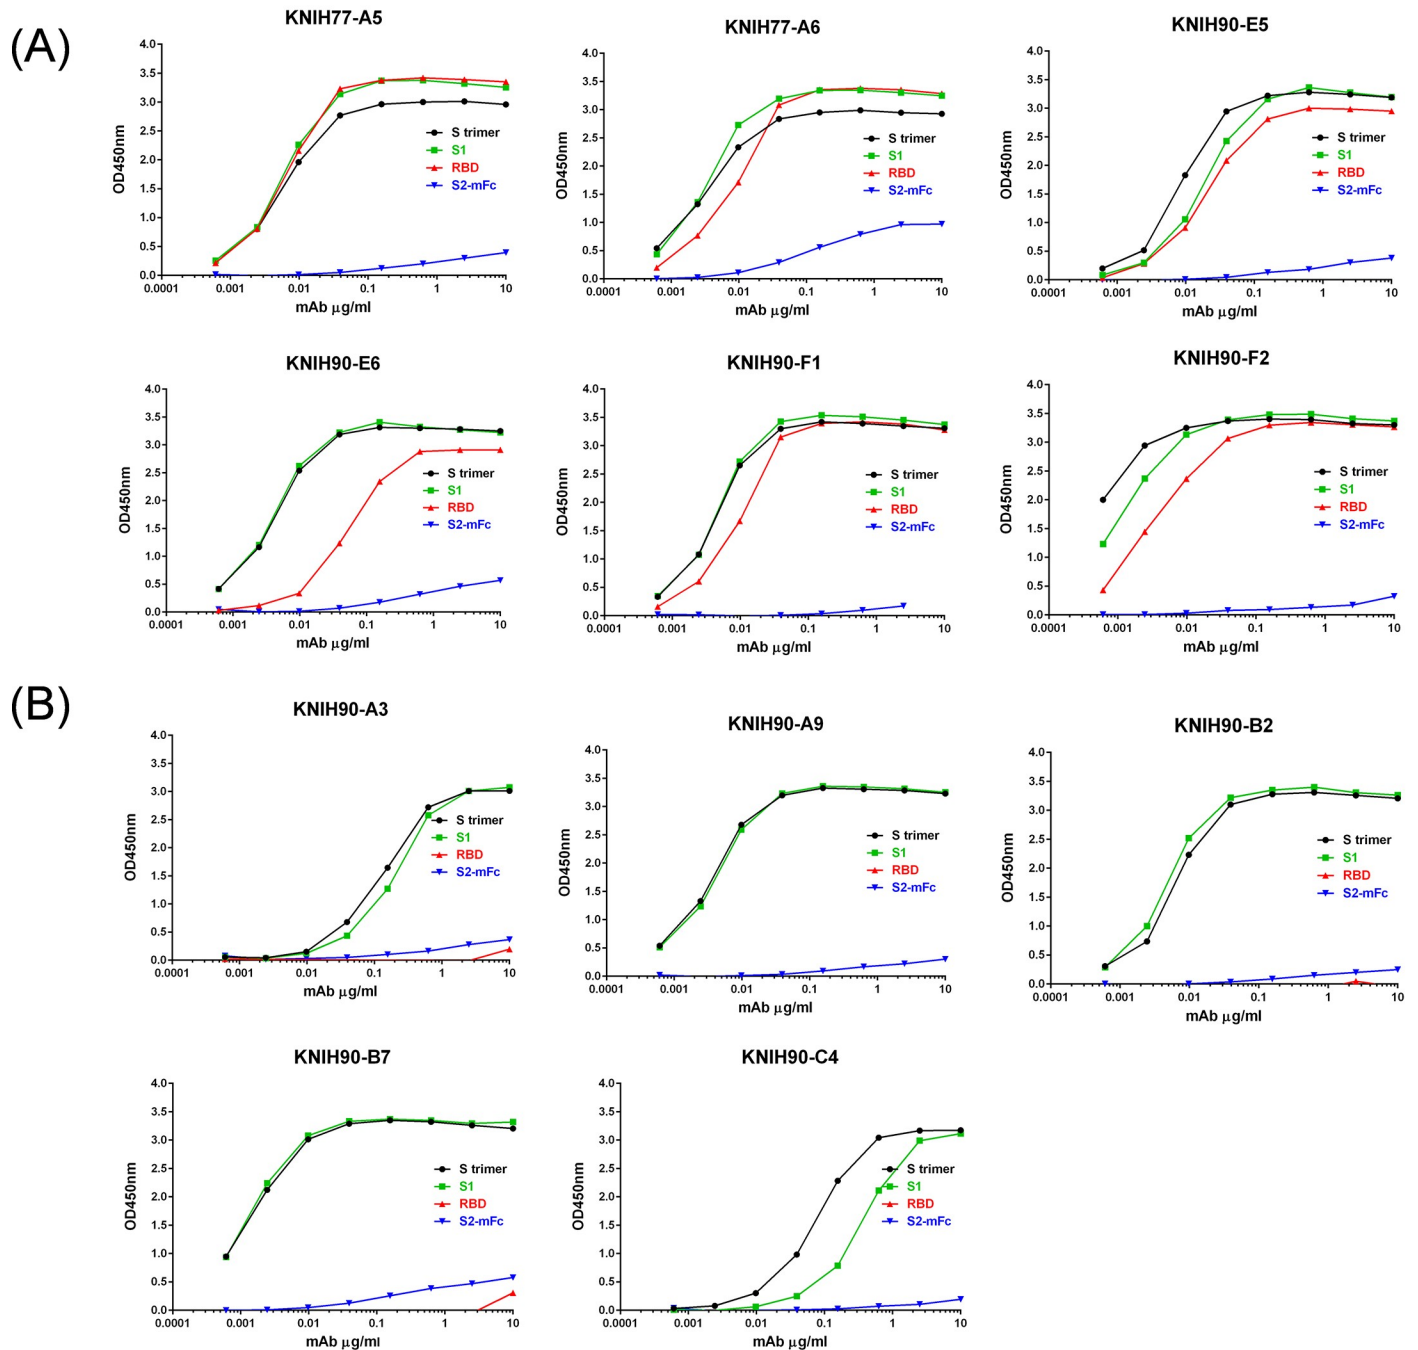 (A)
KNIH77-A5
4.0
3.5
3.0
2.5
2.0
1.5
1.0
0.5
0.0
OD450nm
0.0001 0.001 0.01 0.1 1 10
mAb µg/ml
S trimer
S1
RBD
S2-mFc
KNIH77-A6
4.0
3.5
3.0
2.5
2.0
1.5
1.0
0.5
0.0
OD450nm
0.0001 0.001 0.01 0.1 1 10
mAb µg/ml
S trimer
S1
RBD
S2-mFc
KNIH90-E5
4.0
3.5
3.0
2.5
2.0
1.5
1.0
0.5
0.0
OD450nm
0.0001 0.001 0.01 0.1 1 10
mAb µg/ml
S trimer
S1
RBD
S2-mFc
KNIH90-E6
4.0
3.5
3.0
2.5
2.0
1.5
1.0
0.5
0.0
OD450nm
0.0001 0.001 0.01 0.1 1 10
mAb µg/ml
S trimer
S1
RBD
S2-mFc
KNIH90-F1
4.0
3.5
3.0
2.5
2.0
1.5
1.0
0.5
0.0
OD450nm
0.0001 0.001 0.01 0.1 1 10
mAb µg/ml
S trimer
S1
RBD
S2-mFc
KNIH90-F2
4.0
3.5
3.0
2.5
2.0
1.5
1.0
0.5
0.0
OD450nm
0.0001 0.001 0.01 0.1 1 10
mAb µg/ml
S trimer
S1
RBD
S2-mFc
(B)
KNIH90-A3
4.0
3.5
3.0
2.5
2.0
1.5
1.0
0.5
0.0
OD450nm
0.0001 0.001 0.01 0.1 1 10
mAb µg/ml
S trimer
S1
RBD
S2-mFc
KNIH90-A9
4.0
3.5
3.0
2.5
2.0
1.5
1.0
0.5
0.0
OD450nm
0.0001 0.001 0.01 0.1 1 10
mAb µg/ml
S trimer
S1
RBD
S2-mFc
KNIH90-B2
4.0
3.5
3.0
2.5
2.0
1.5
1.0
0.5
0.0
OD450nm
0.0001 0.001 0.01 0.1 1 10
mAb µg/ml
S trimer
S1
RBD
S2-mFc
KNIH90-B7
4.0
3.5
3.0
2.5
2.0
1.5
1.0
0.5
0.0
OD450nm
0.0001 0.001 0.01 0.1 1 10
mAb µg/ml
S trimer
S1
RBD
S2-mFc
KNIH90-C4
4.0
3.5
3.0
2.5
2.0
1.5
1.0
0.5
0.0
OD450nm
0.0001 0.001 0.01 0.1 1 10
mAb µg/ml
S trimer
S1
RBD
S2-mFc